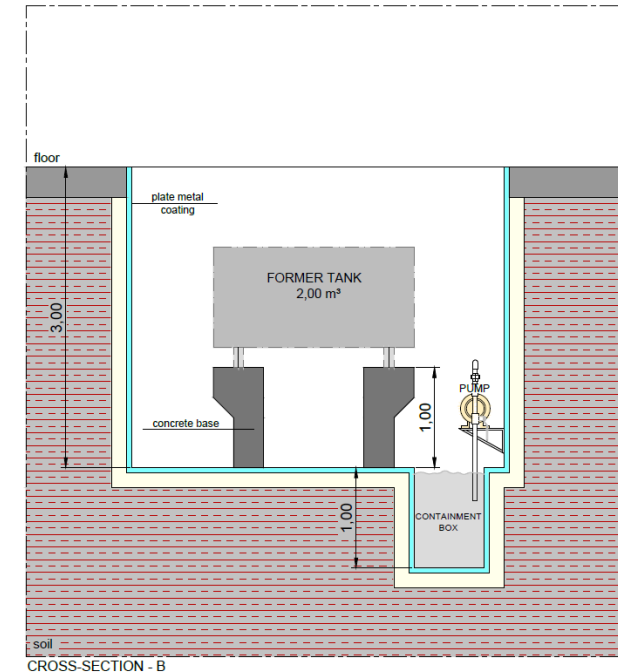 floor
plate metal
coating
FORMER TANK
2,00 m³
3,00
PUMP
concrete base
1,00
1,00
CONTAINMENT
BOX
soil
CROSS-SECTION - B